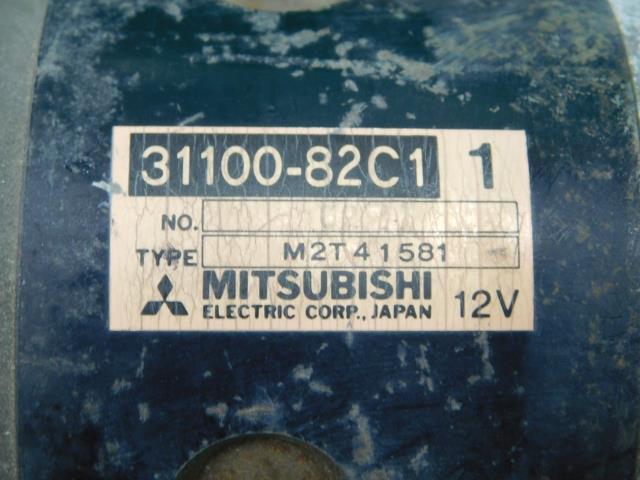 31100-82C1 1
NO.
TYPE M2T41581
MITSUBISHI
ELECTRIC CORP., JAPAN 12V